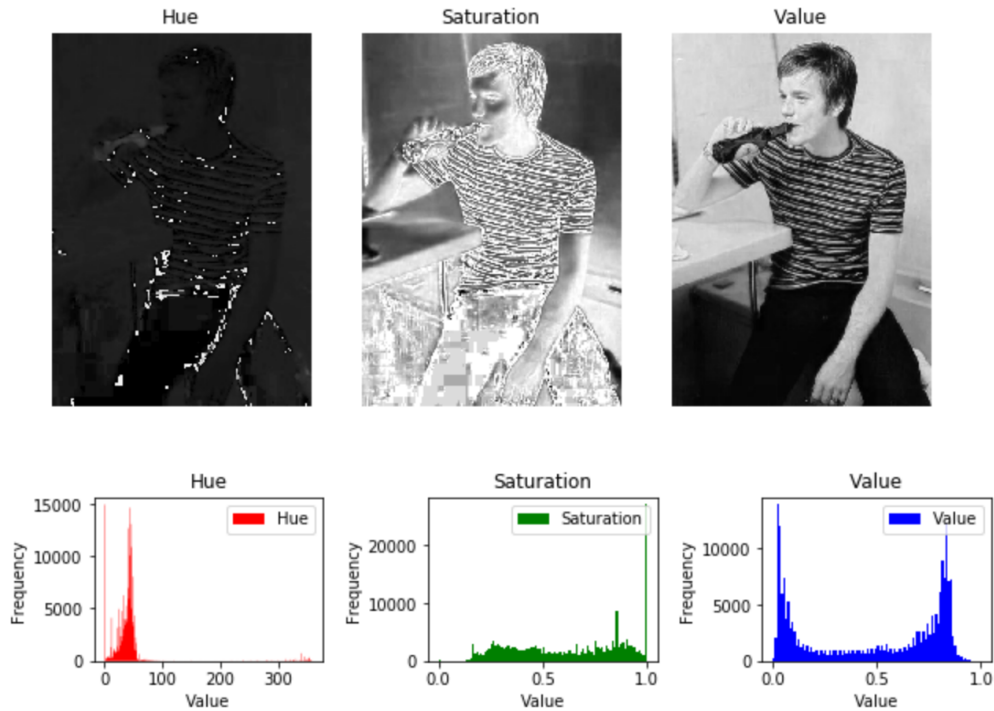 Hue Saturation Value
Hue Saturation Value
15000
10000
5000
0
Frequency
Hue
0 100 200 300
Value
20000
10000
0
Frequency
Saturation
0.0 0.5 1.0
Value
10000
5000
0
Frequency
Value
0.0 0.5 1.0
Value